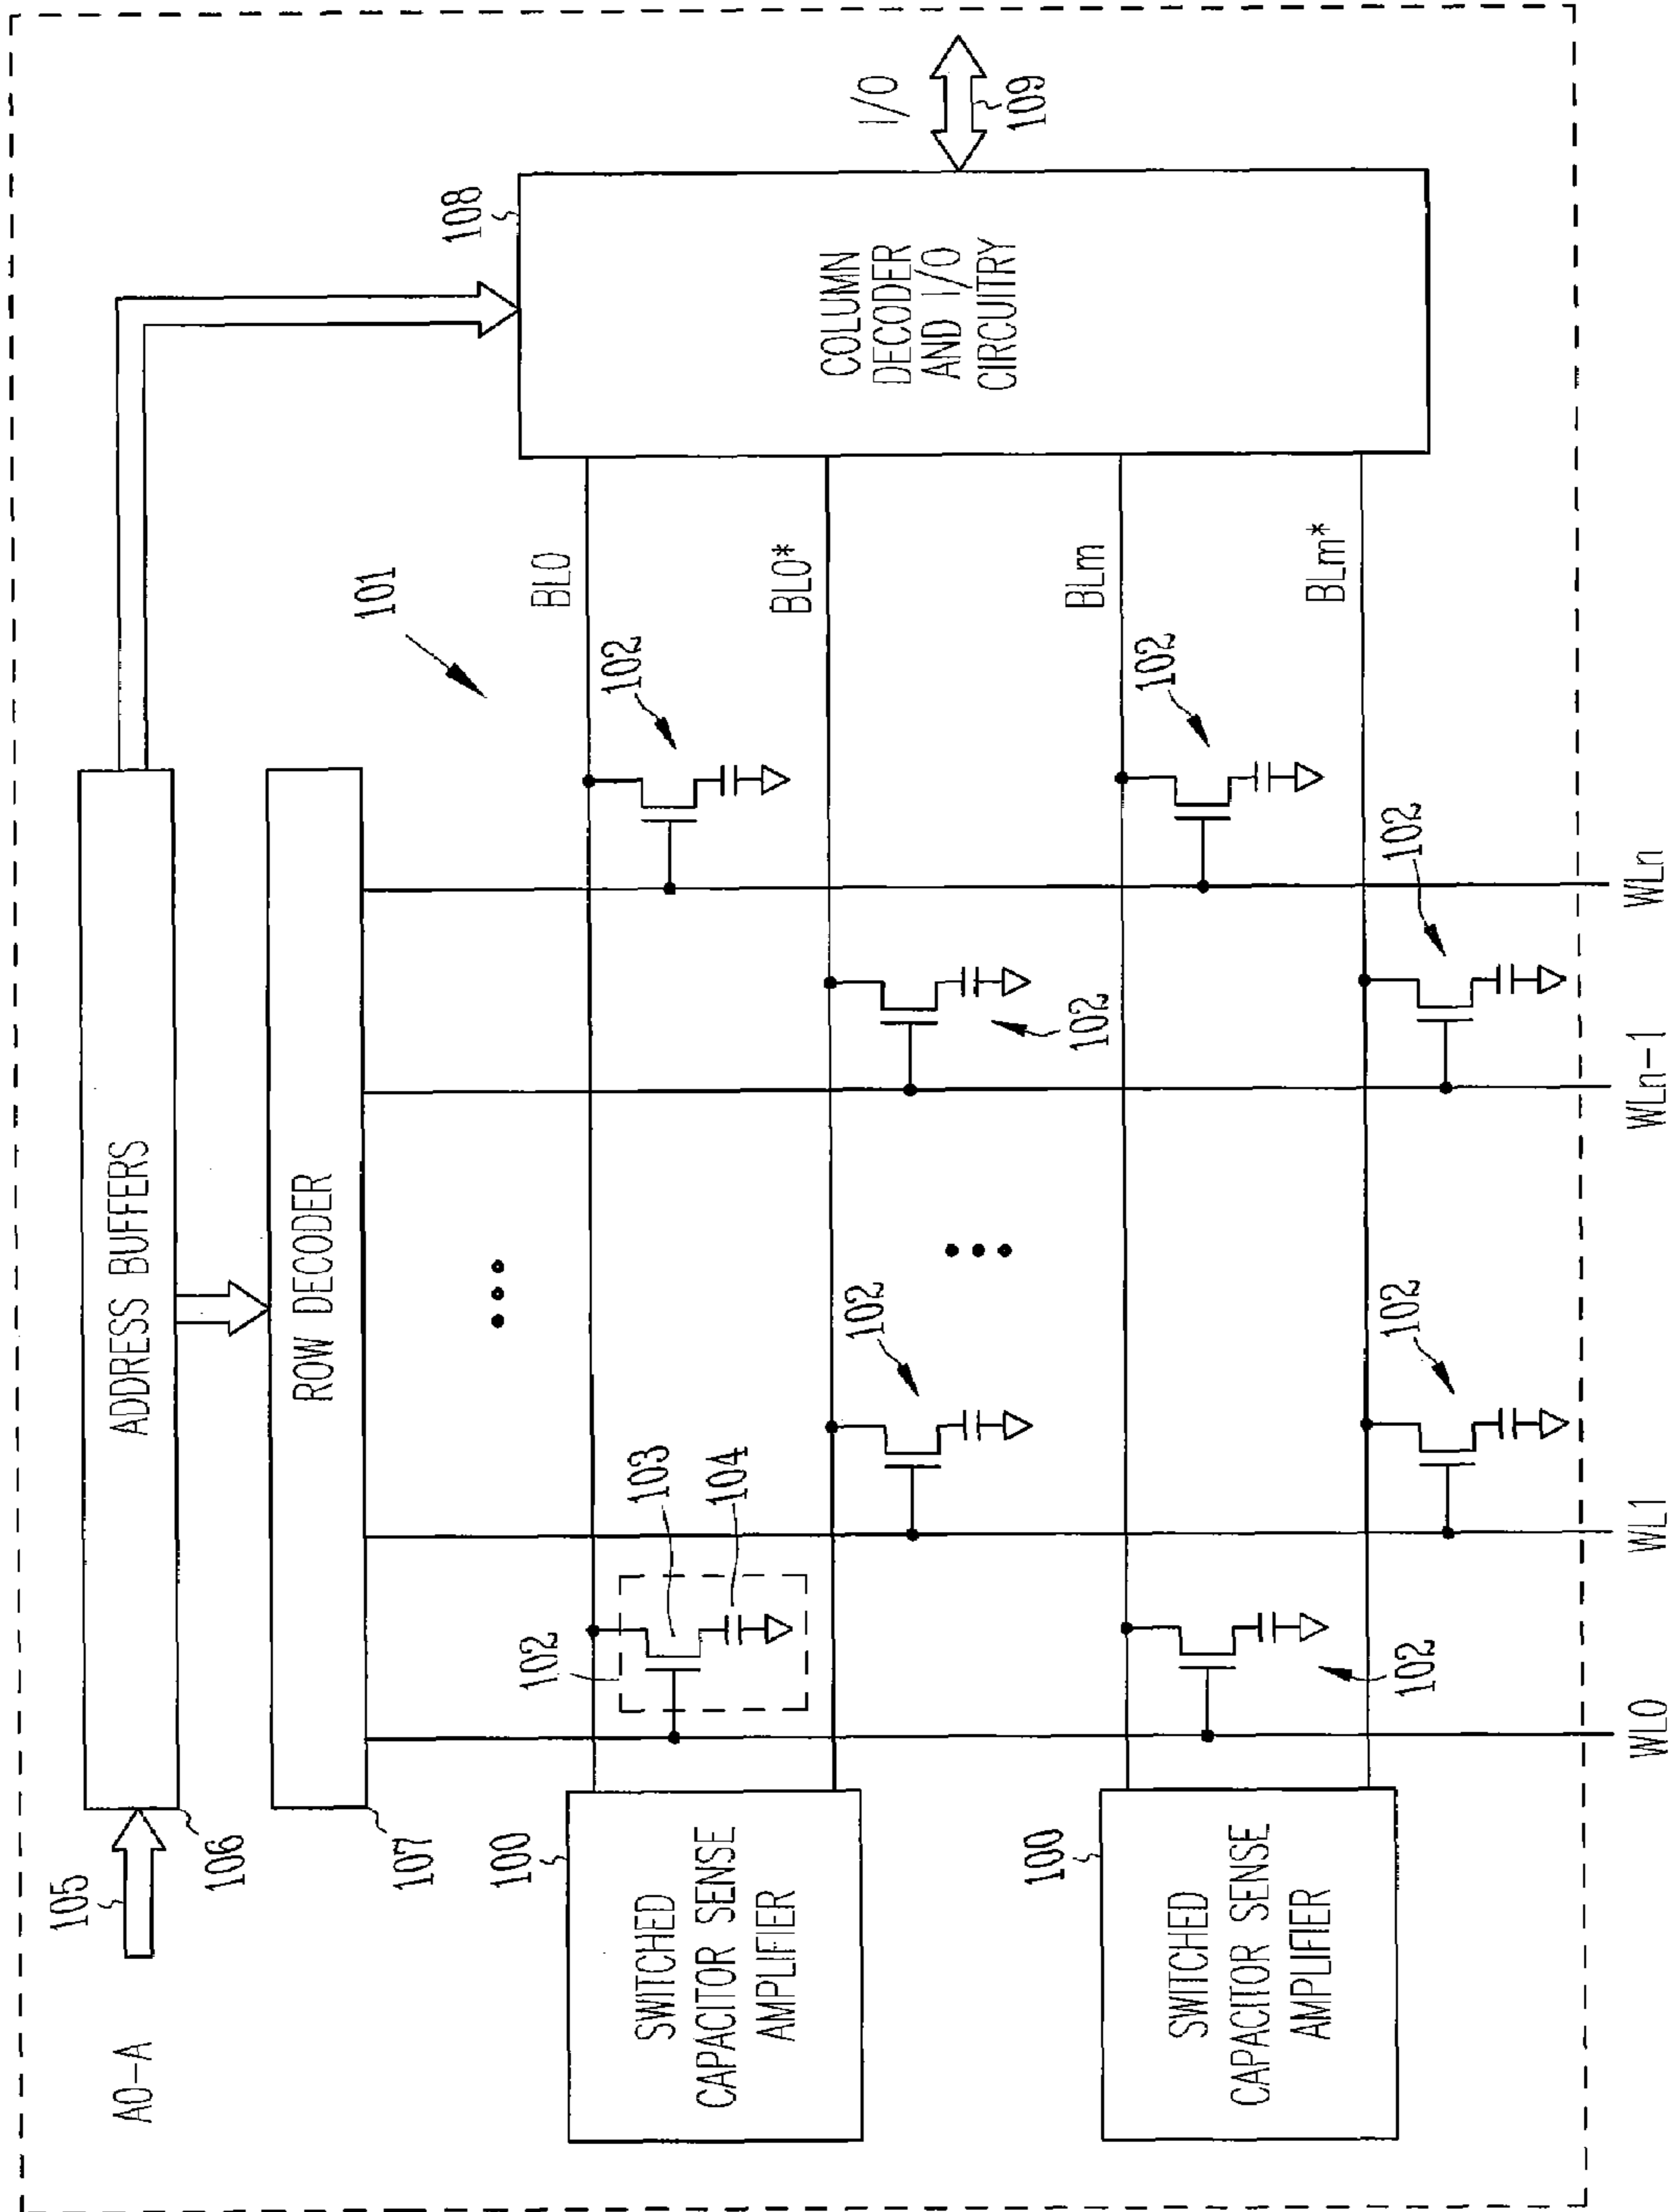 A0-A
105
ADDRESS BUFFERS
106
ROW DECODER
107
108
101
I/O
109
COLUMN
DECODER
AND I/O
CIRCUITRY
100
SWITCHED
CAPACITOR SENSE
AMPLIFIER
BL0
102
103
104
102
BL0*
102
102
100
SWITCHED
CAPACITOR SENSE
AMPLIFIER
BLm
102
102
BLm*
102
102
WL0
WL1
WLn-1
WLn